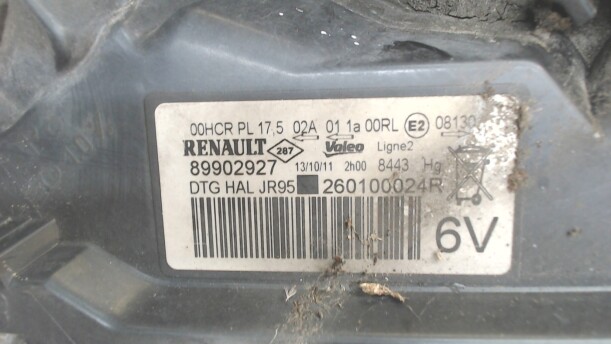 00HCR PL 17,5 02A 01 1a 00RL E2 08130
RENAULT 267 Valeo Ligne2
89902927 13/10/11 2h00 8443 Hg
DTG HAL JR95 260100024R
6V